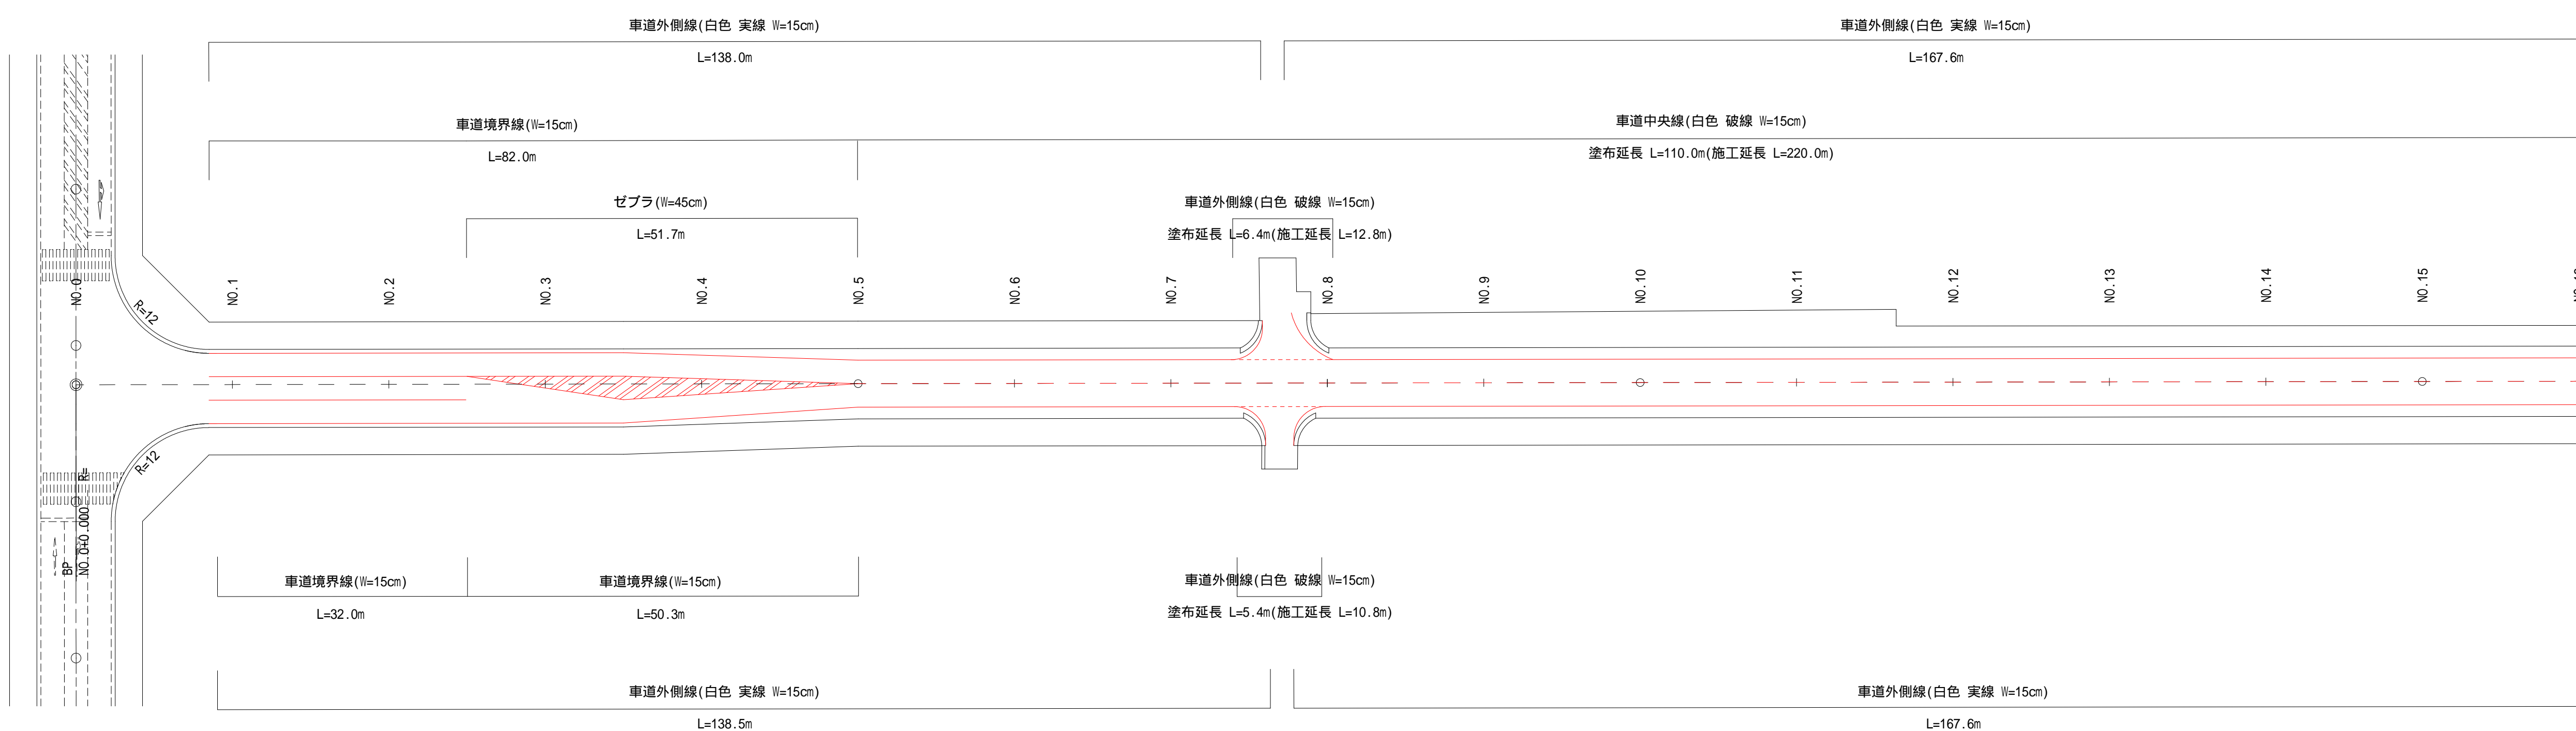 車道外側線(白色 実線 W=15cm)
L=138.0m
車道外側線(白色 実線 W=15cm)
L=167.6m
車道境界線(W=15cm)
L=82.0m
車道中央線(白色 破線 W=15cm)
塗布延長 L=110.0m(施工延長 L=220.0m)
ゼブラ(W=45cm)
L=51.7m
車道外側線(白色 破線 W=15cm)
塗布延長 L=6.4m(施工延長 L=12.8m)
NO.0
NO.1
NO.2
NO.3
NO.4
NO.5
NO.6
NO.7
NO.8
NO.9
NO.10
NO.11
NO.12
NO.13
NO.14
NO.15
R=12
R=12
R=
BP
NO.0+0.000
車道境界線(W=15cm)
L=32.0m
車道境界線(W=15cm)
L=50.3m
車道外側線(白色 破線 W=15cm)
塗布延長 L=5.4m(施工延長 L=10.8m)
車道外側線(白色 実線 W=15cm)
L=138.5m
車道外側線(白色 実線 W=15cm)
L=167.6m